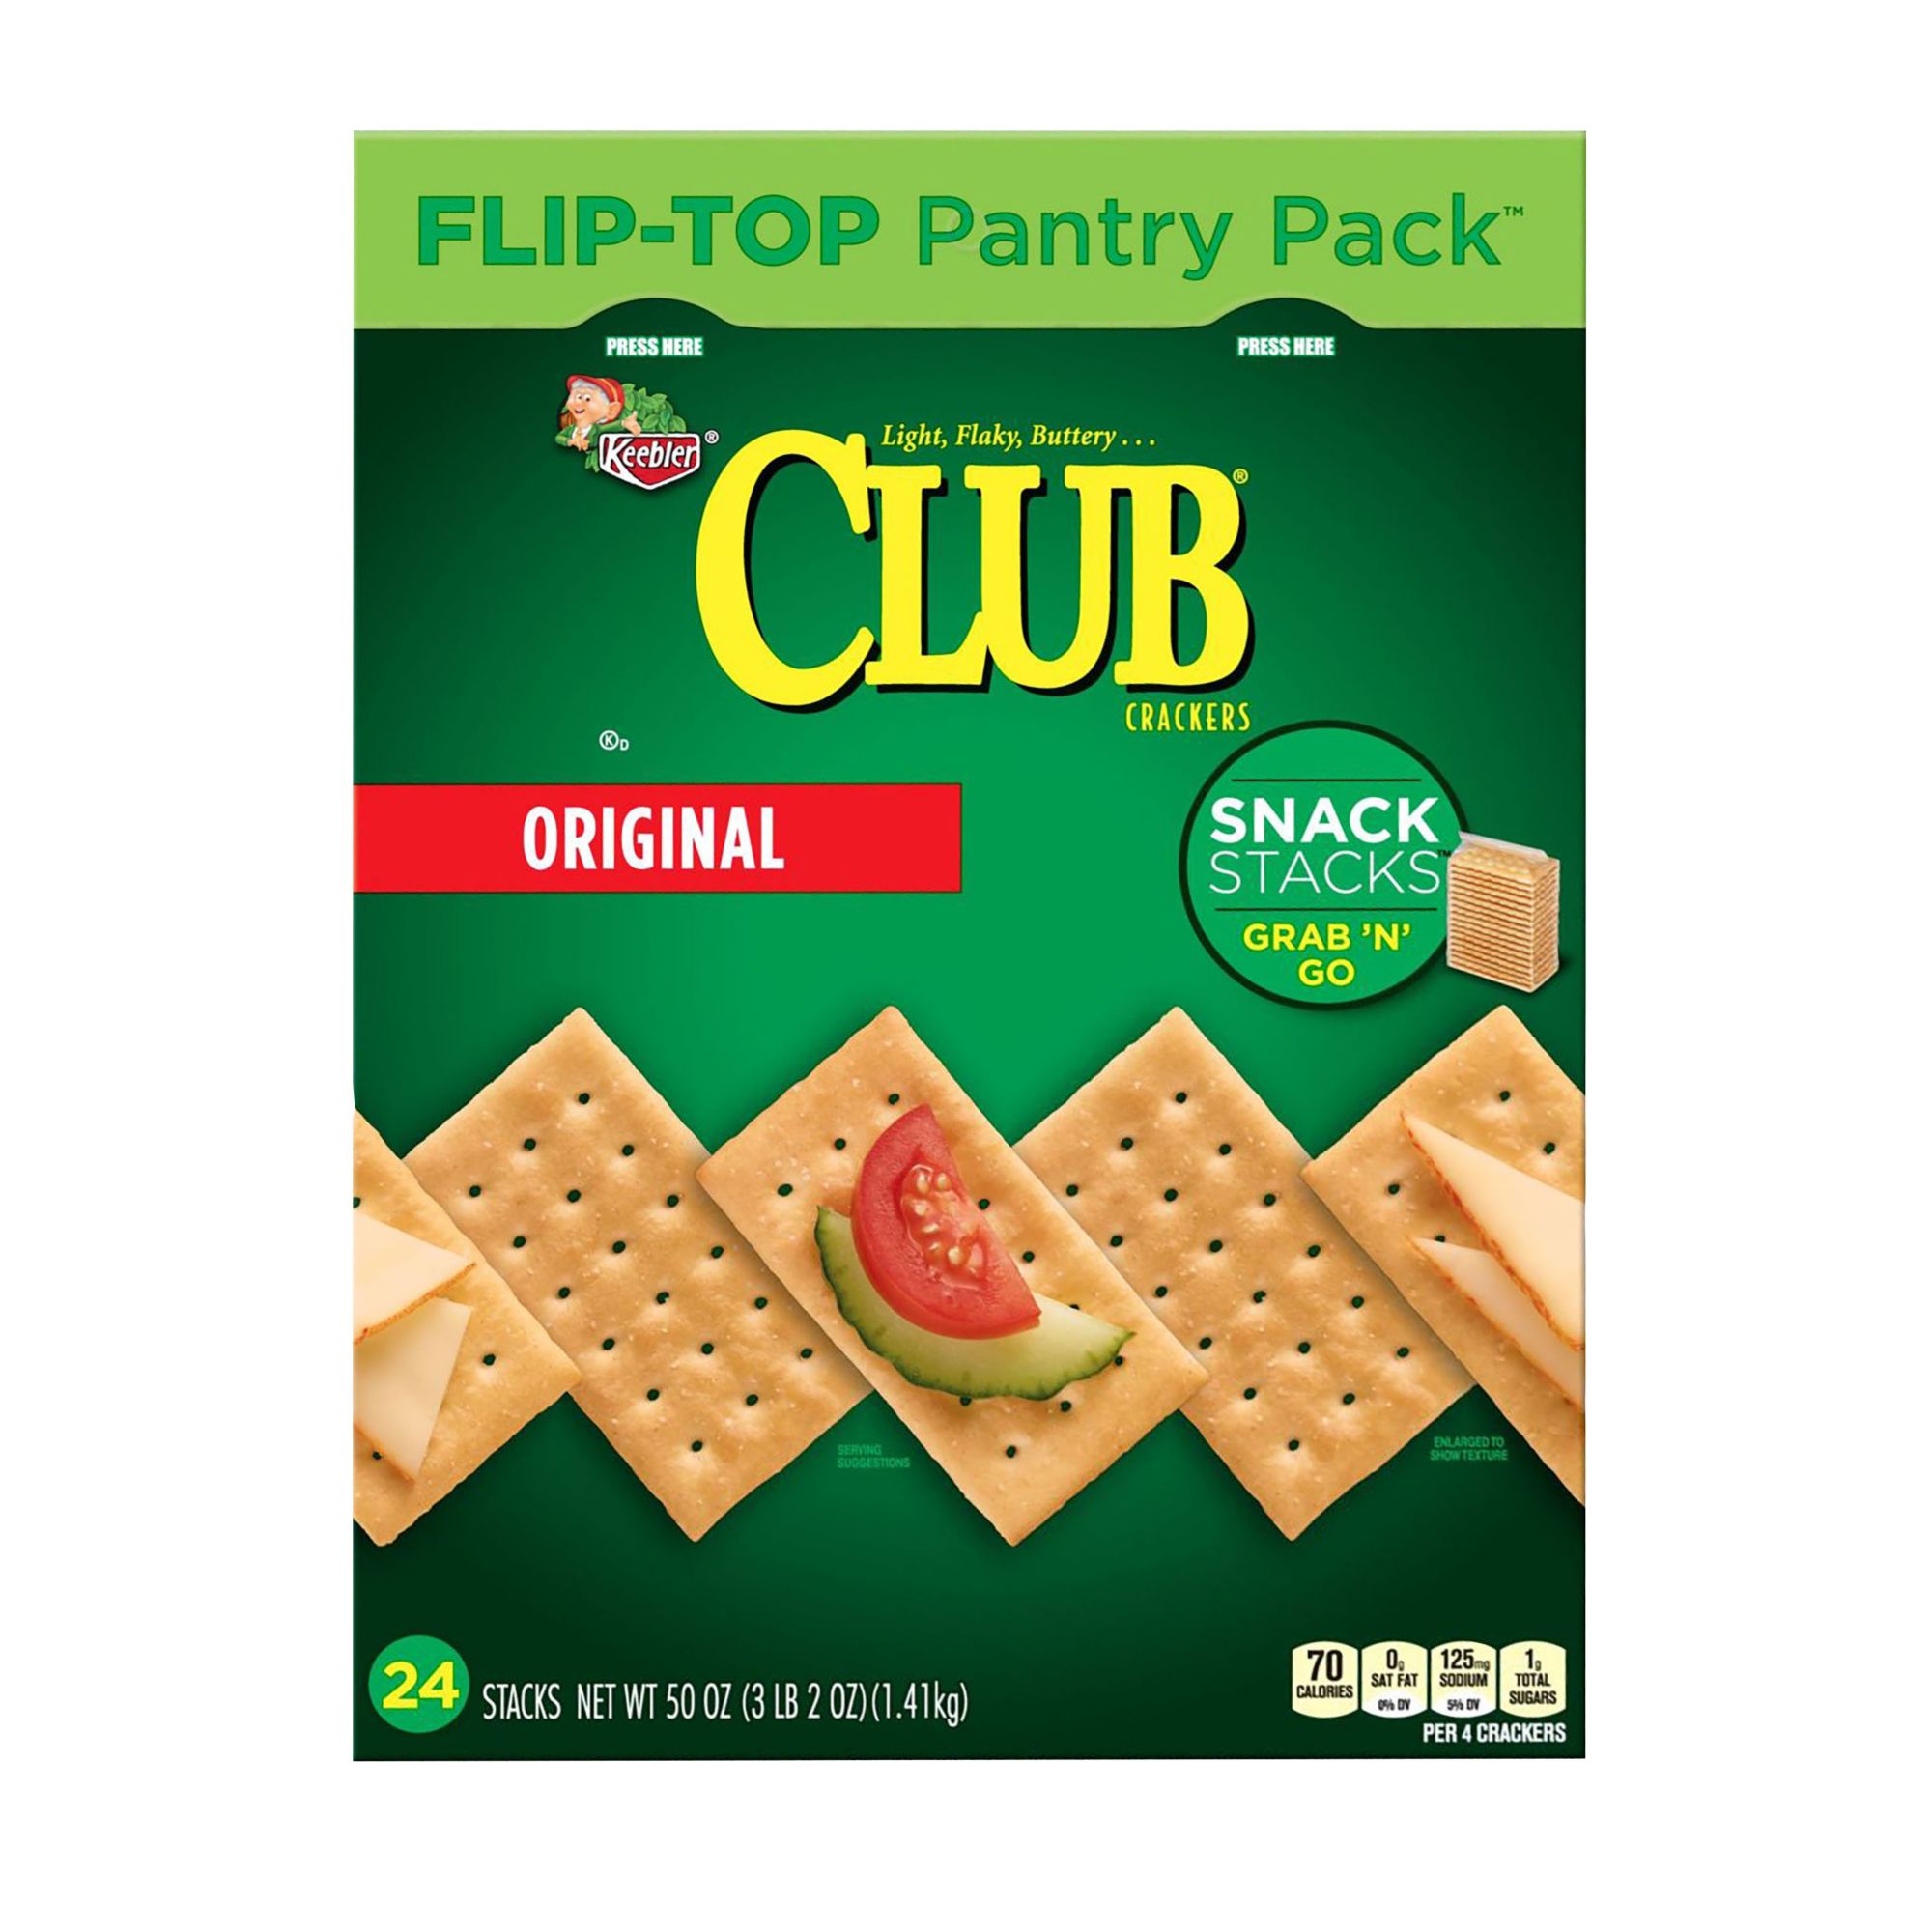 FLIP-TOP Pantry Pack™
PRESS HERE
PRESS HERE
Keebler®
Light, Flaky, Buttery...
CLUB®
CRACKERS
ⓀD
ORIGINAL
SNACK
STACKS™
GRAB 'N'
GO
SERVING
SUGGESTIONS
ENLARGED TO
SHOW TEXTURE
24 STACKS NET WT 50 OZ (3 LB 2 OZ) (1.41kg)
70
CALORIES
0g
SAT FAT
0% DV
125mg
SODIUM
5% DV
1g
TOTAL
SUGARS
PER 4 CRACKERS